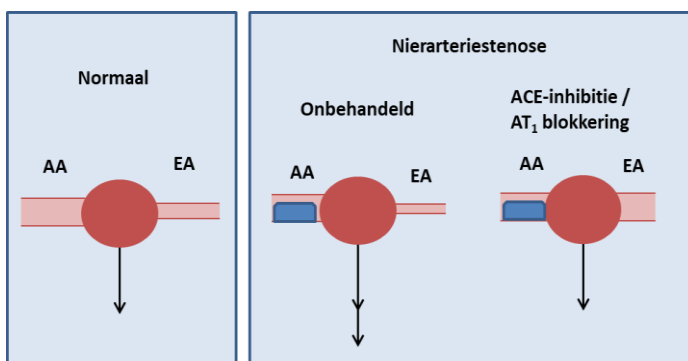 Normaal
AA
EA
Nierarteriestenose
Onbehandeld
AA
EA
ACE-inhibitie /
AT₁ blokkering
AA
EA